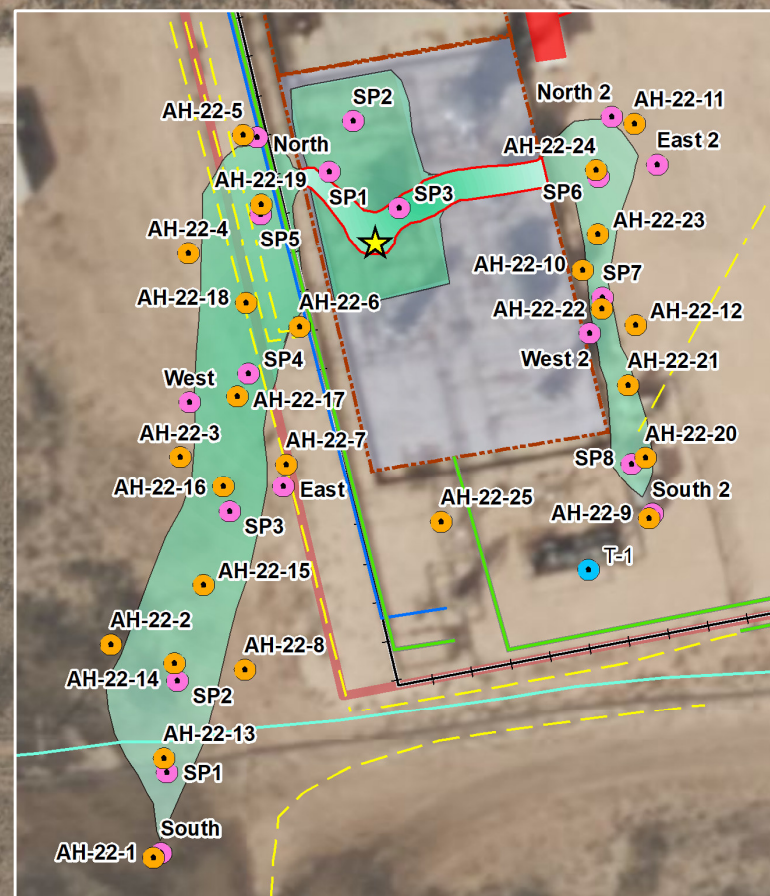 North 2
SP2
AH-22-11
AH-22-5
North
East 2
AH-22-24
AH-22-19
SP1
SP3
SP6
SP5
AH-22-23
AH-22-4
AH-22-10
SP7
AH-22-18
AH-22-6
AH-22-22
AH-22-12
West 2
SP4
AH-22-21
West
AH-22-17
AH-22-3
AH-22-7
AH-22-20
SP8
AH-22-16
East
South 2
AH-22-25
AH-22-9
SP3
T-1
AH-22-15
AH-22-2
AH-22-8
AH-22-14
SP2
AH-22-13
SP1
South
AH-22-1